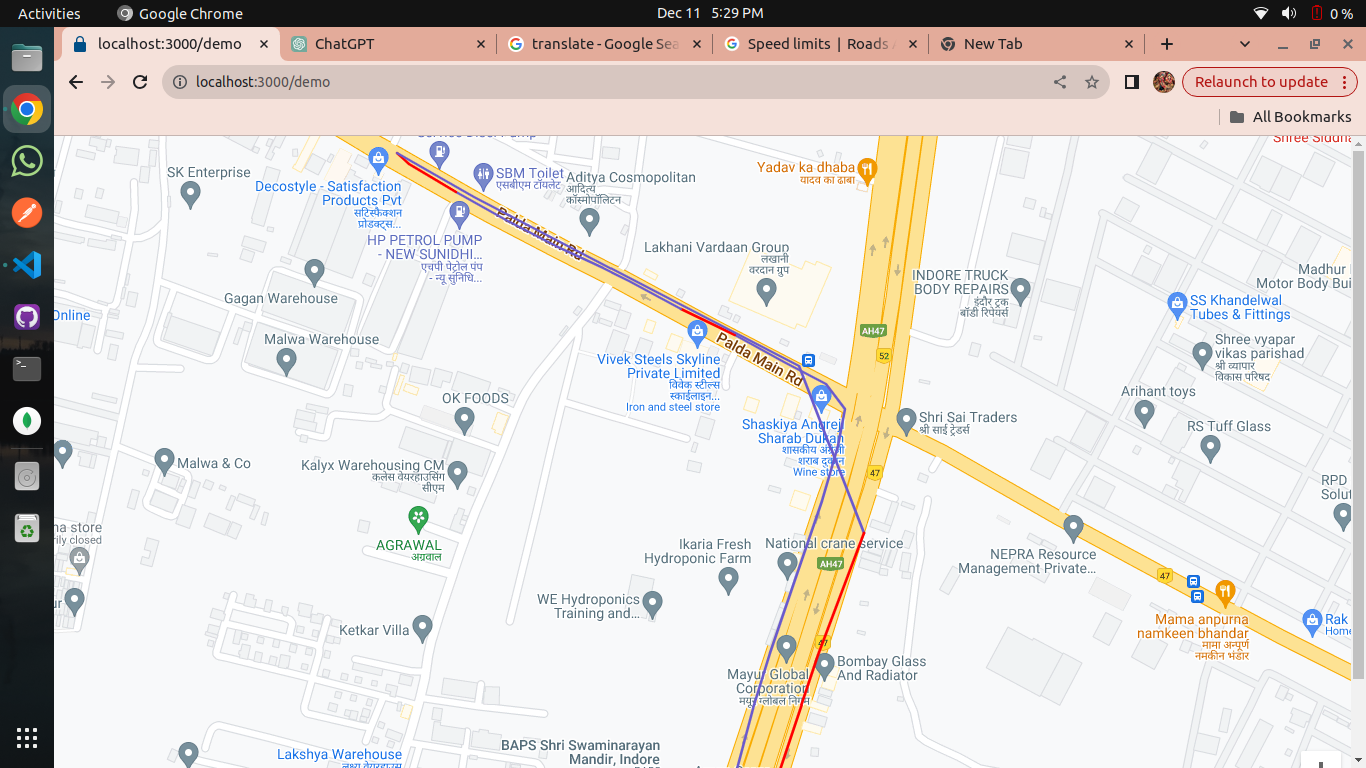 Activities
Google Chrome
Dec 11 5:29 PM
0 %
localhost:3000/demo
ChatGPT
translate - Google Sea
Speed limits | Roads
New Tab
localhost:3000/demo
Relaunch to update
All Bookmarks
Shree Siddha
SK Enterprise
Decostyle - Satisfaction
Products Pvt
सटिस्फैक्शन
प्रोडक्ट्स...
SBM Toilet
एसबीएम टॉयलेट
Aditya Cosmopolitan
आदित्य
कॉस्मोपॉलिटन
Yadav ka dhaba
यादव का ढाबा
Palda Main Rd
HP PETROL PUMP
- NEW SUNIDHI...
एचपी पेट्रोल पंप
- न्यू सुनिधि...
Lakhani Vardaan Group
लखानी
वरदान ग्रुप
INDORE TRUCK
BODY REPAIRS
इंदौर ट्रक
बॉडी रिपेयर्स
Madhur
Motor Body Bui
Gagan Warehouse
SS Khandelwal
Tubes & Fittings
Online
Malwa Warehouse
AH47
52
Shree vyapar
vikas parishad
श्री व्यापार
विकास परिषद
Palda Main Rd
Vivek Steels Skyline
Private Limited
विवेक स्टील्स
स्काईलाइन...
Iron and steel store
Arihant toys
OK FOODS
Shaskiya Angreji
Sharab Dukan
शासकीय अंग्रेजी
शराब दुकान
Wine store
Shri Sai Traders
श्री साई ट्रेडर्स
RS Tuff Glass
Malwa & Co
Kalyx Warehousing CM
कलेस वेयरहाउसिंग
सीएम
47
RPD
Solut
na store
rily closed
AGRAWAL
अग्रवाल
Ikaria Fresh
Hydroponic Farm
National crane service
AH47
NEPRA Resource
Management Private...
47
WE Hydroponics
Training and...
Mama anpurna
namkeen bhandar
मामा अन्पूर्ण
नमकीन भंडार
Rak
Home
ur
Ketkar Villa
47
Bombay Glass
And Radiator
Mayur Global
Corporation
मयूर ग्लोबल निगम
BAPS Shri Swaminarayan
Mandir, Indore
Lakshya Warehouse
लक्ष्य वेयरहाउस